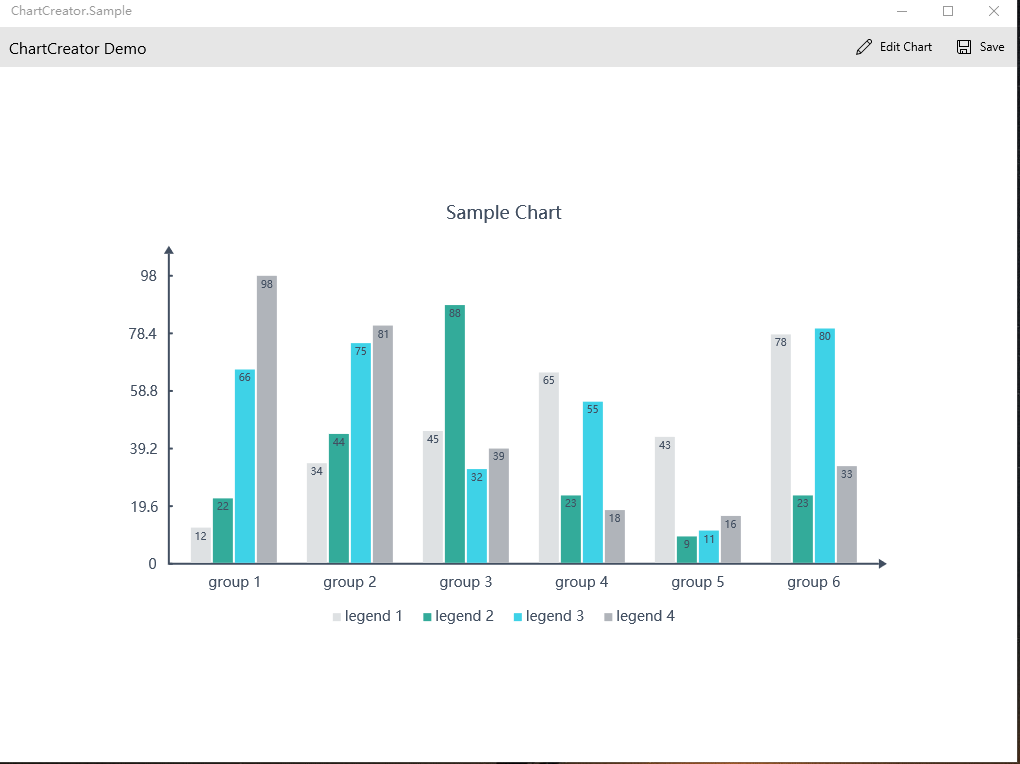 ChartCreator.Sample
ChartCreator Demo
Edit Chart
Save
Sample Chart
98
78.4
58.8
39.2
19.6
0
12 22 66 98
34 44 75 81
45 88 32 39
65 23 55 18
43 9 11 16
78 23 80 33
group 1 group 2 group 3 group 4 group 5 group 6
legend 1 legend 2 legend 3 legend 4